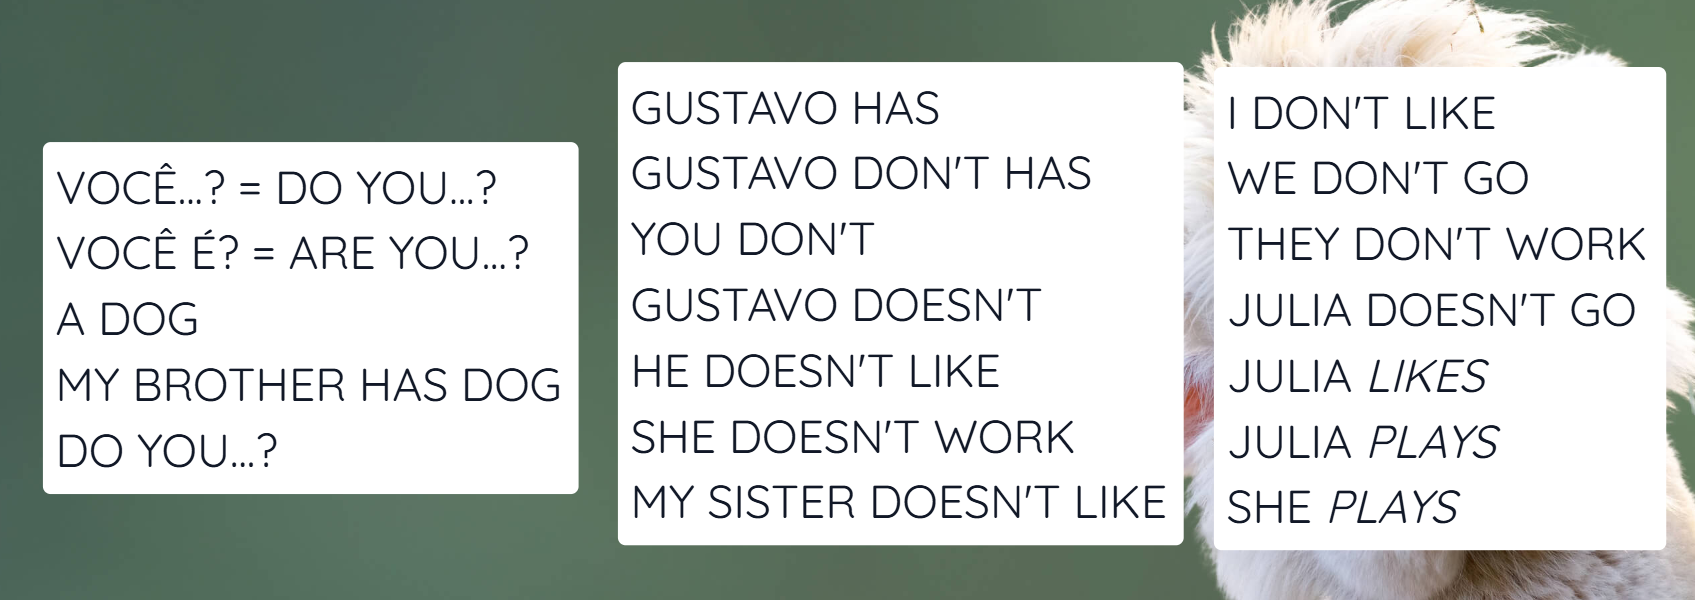 VOCÊ...? = DO YOU...?
VOCÊ É? = ARE YOU...?
A DOG
MY BROTHER HAS DOG
DO YOU...?
GUSTAVO HAS
GUSTAVO DON'T HAS
YOU DON'T
GUSTAVO DOESN'T
HE DOESN'T LIKE
SHE DOESN'T WORK
MY SISTER DOESN'T LIKE
I DON'T LIKE
WE DON'T GO
THEY DON'T WORK
JULIA DOESN'T GO
JULIA LIKES
JULIA PLAYS
SHE PLAYS